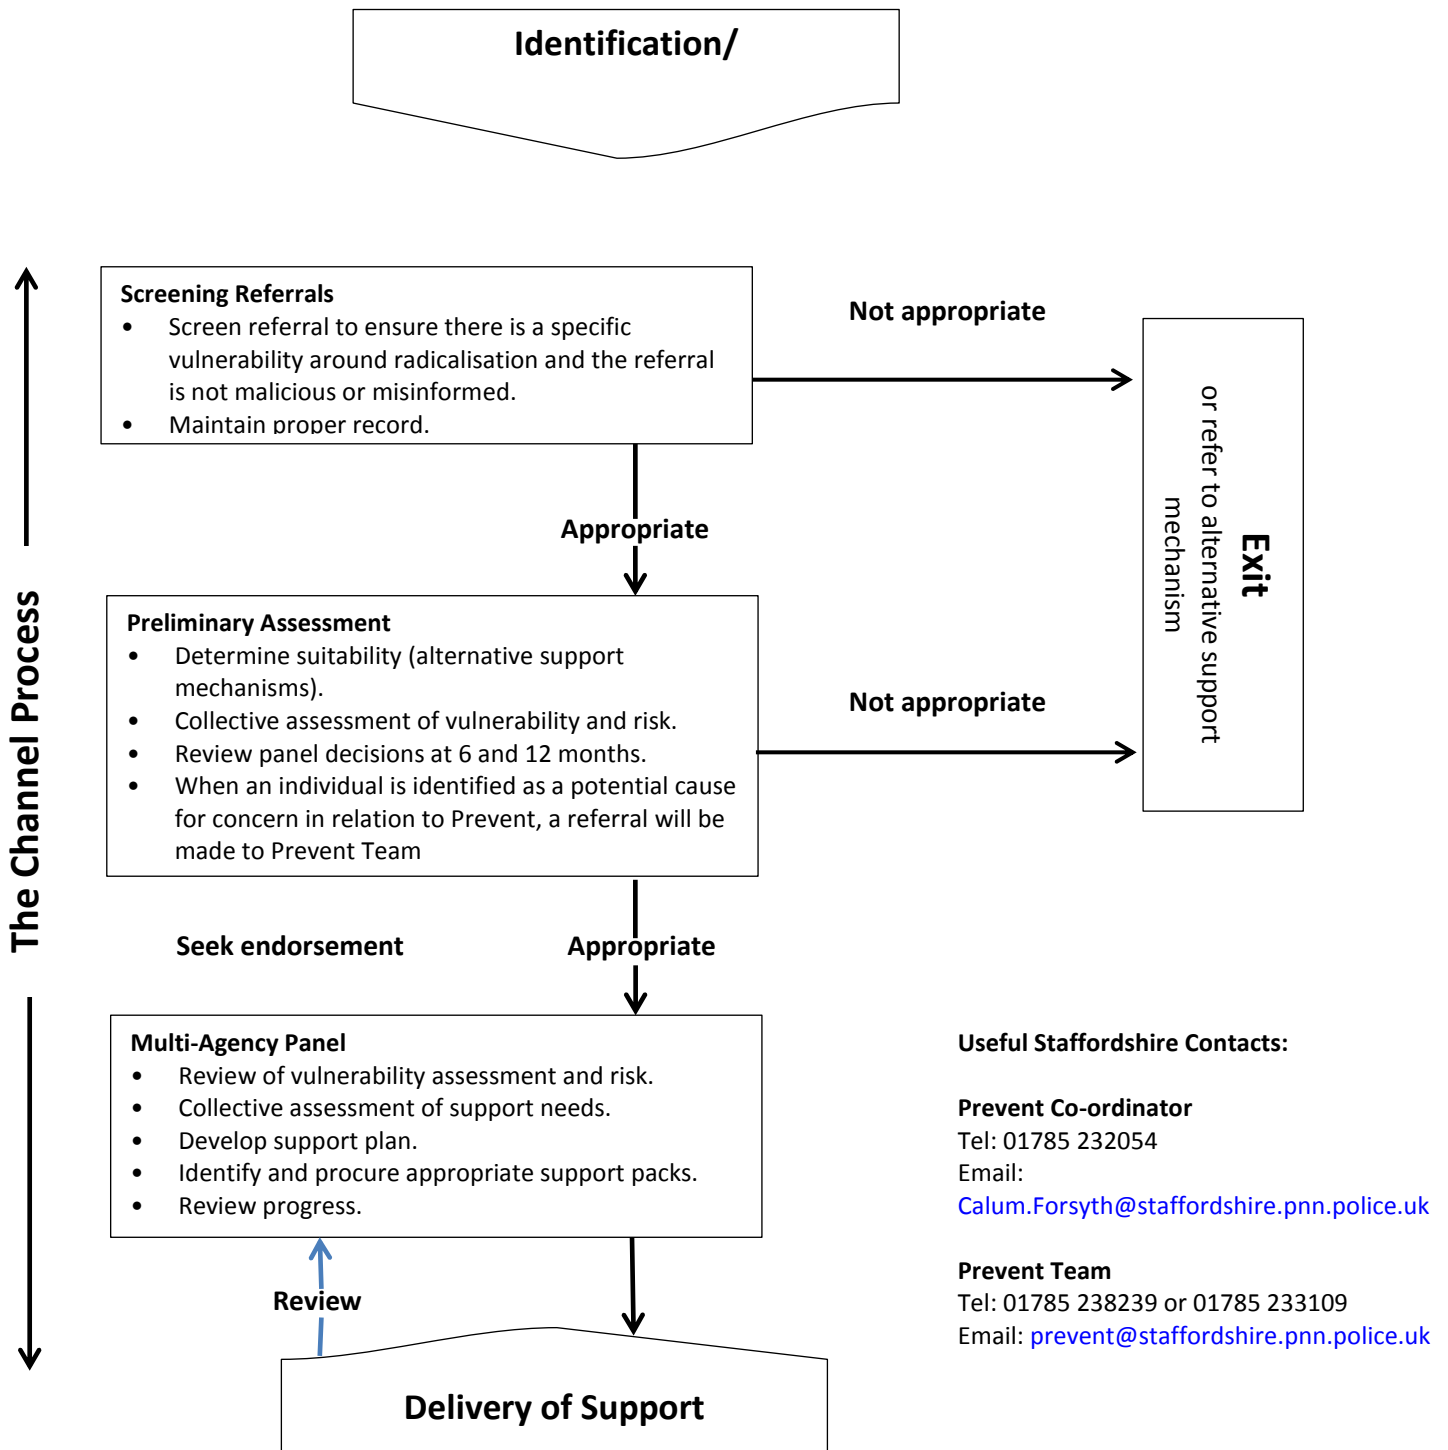 Identification/
The Channel Process
Screening Referrals
• Screen referral to ensure there is a specific
vulnerability around radicalisation and the referral
is not malicious or misinformed.
• Maintain proper record.
Not appropriate
Exit
or refer to alternative support
mechanism
Appropriate
Preliminary Assessment
• Determine suitability (alternative support
mechanisms).
• Collective assessment of vulnerability and risk.
• Review panel decisions at 6 and 12 months.
• When an individual is identified as a potential cause
for concern in relation to Prevent, a referral will be
made to Prevent Team
Not appropriate
Seek endorsement
Appropriate
Multi-Agency Panel
• Review of vulnerability assessment and risk.
• Collective assessment of support needs.
• Develop support plan.
• Identify and procure appropriate support packs.
• Review progress.
Review
Delivery of Support
Useful Staffordshire Contacts:
Prevent Co-ordinator
Tel: 01785 232054
Email:
Calum.Forsyth@staffordshire.pnn.police.uk
Prevent Team
Tel: 01785 238239 or 01785 233109
Email: prevent@staffordshire.pnn.police.uk